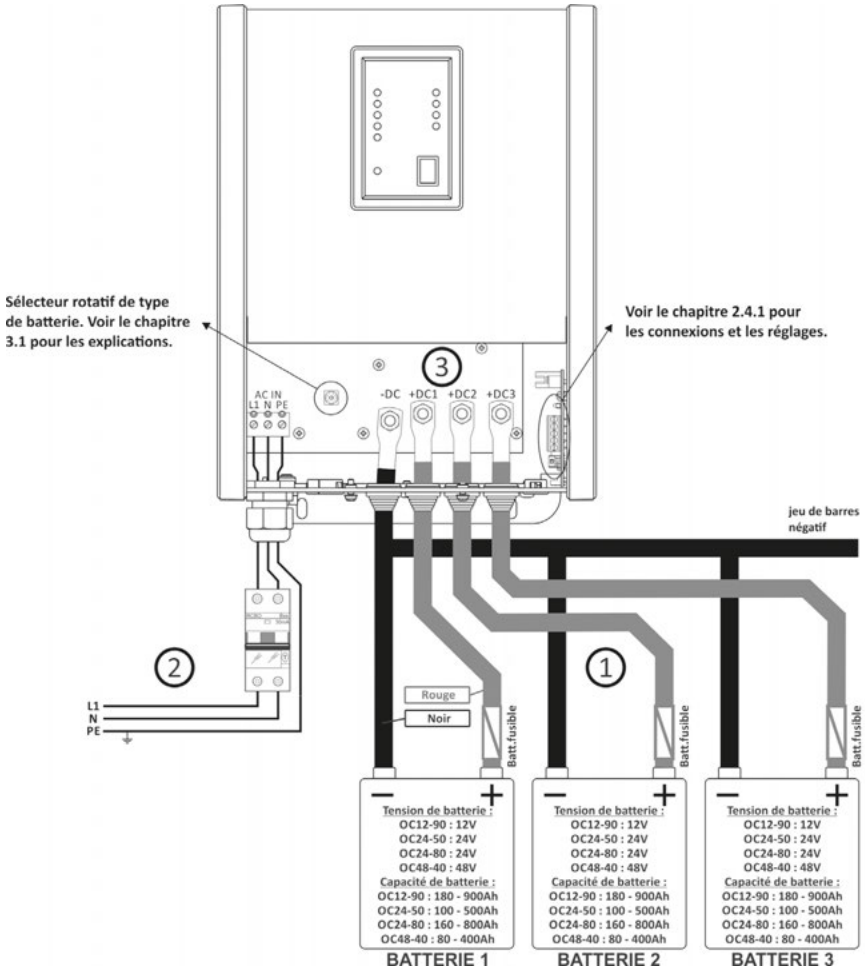 Sélecteur rotatif de type
de batterie. Voir le chapitre
3.1 pour les explications.
Voir le chapitre 2.4.1 pour
les connexions et les réglages.
3
AC IN
L1 N PE
-DC +DC1 +DC2 +DC3
jeu de barres
négatif
2
1
L1
N
PE
Rouge
Noir
Batt.fusible
Batt.fusible
Batt.fusible
− +
Tension de batterie :
OC12-90 : 12V
OC24-50 : 24V
OC24-80 : 24V
OC48-40 : 48V
Capacité de batterie :
OC12-90 : 180 - 900Ah
OC24-50 : 100 - 500Ah
OC24-80 : 160 - 800Ah
OC48-40 : 80 - 400Ah
BATTERIE 1
− +
Tension de batterie :
OC12-90 : 12V
OC24-50 : 24V
OC24-80 : 24V
OC48-40 : 48V
Capacité de batterie :
OC12-90 : 180 - 900Ah
OC24-50 : 100 - 500Ah
OC24-80 : 160 - 800Ah
OC48-40 : 80 - 400Ah
BATTERIE 2
− +
Tension de batterie :
OC12-90 : 12V
OC24-50 : 24V
OC24-80 : 24V
OC48-40 : 48V
Capacité de batterie :
OC12-90 : 180 - 900Ah
OC24-50 : 100 - 500Ah
OC24-80 : 160 - 800Ah
OC48-40 : 80 - 400Ah
BATTERIE 3